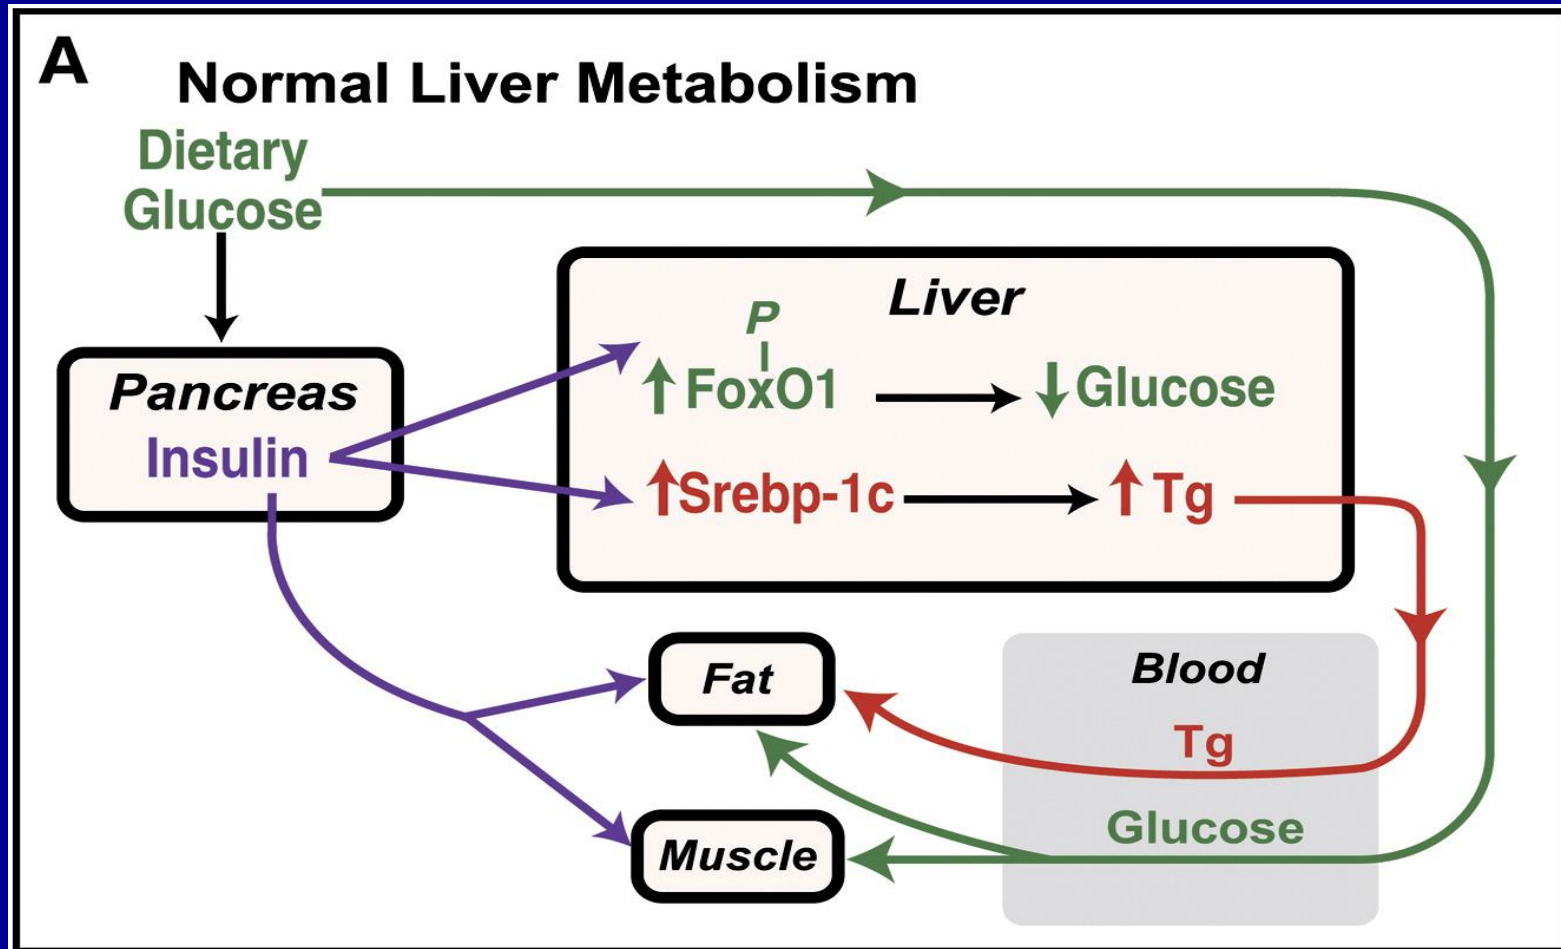 A
Normal Liver Metabolism
Dietary
Glucose
Pancreas
Insulin
Liver
P
FoxO1
Glucose
Srebp-1c
Tg
Fat
Muscle
Blood
Tg
Glucose